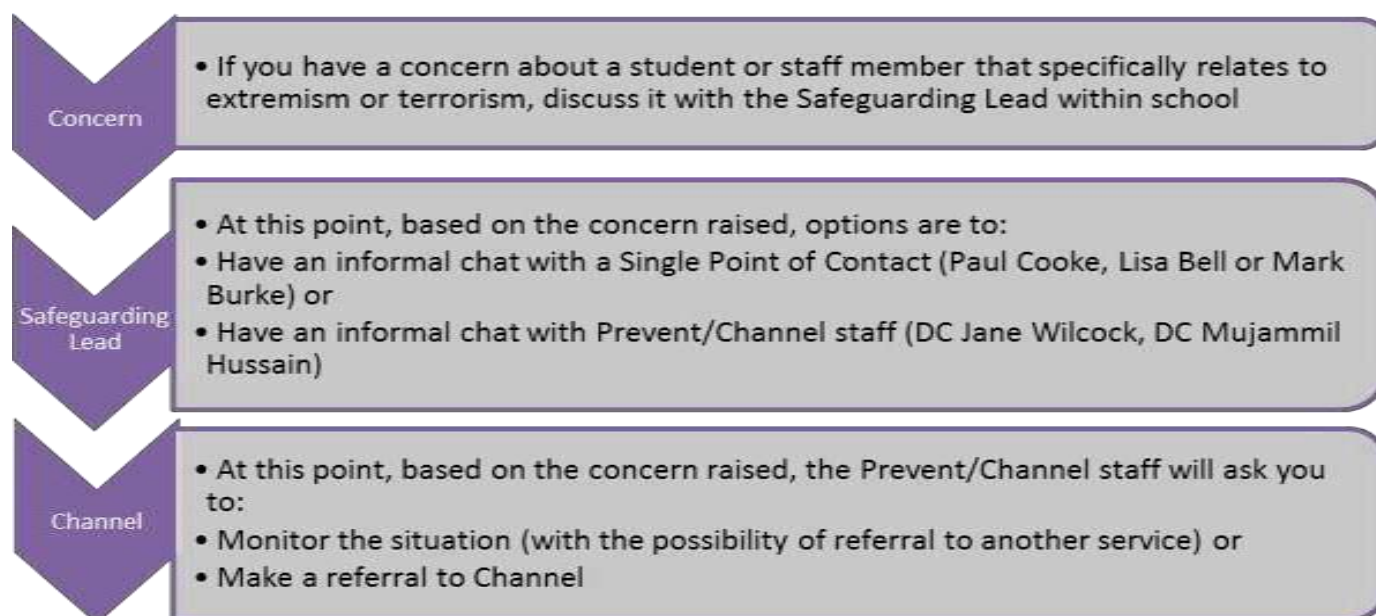 Concern
• If you have a concern about a student or staff member that specifically relates to
extremism or terrorism, discuss it with the Safeguarding Lead within school
Safeguarding
Lead
• At this point, based on the concern raised, options are to:
• Have an informal chat with a Single Point of Contact (Paul Cooke, Lisa Bell or Mark
Burke) or
• Have an informal chat with Prevent/Channel staff (DC Jane Wilcock, DC Mujammil
Hussain)
Channel
• At this point, based on the concern raised, the Prevent/Channel staff will ask you
to:
• Monitor the situation (with the possibility of referral to another service) or
• Make a referral to Channel